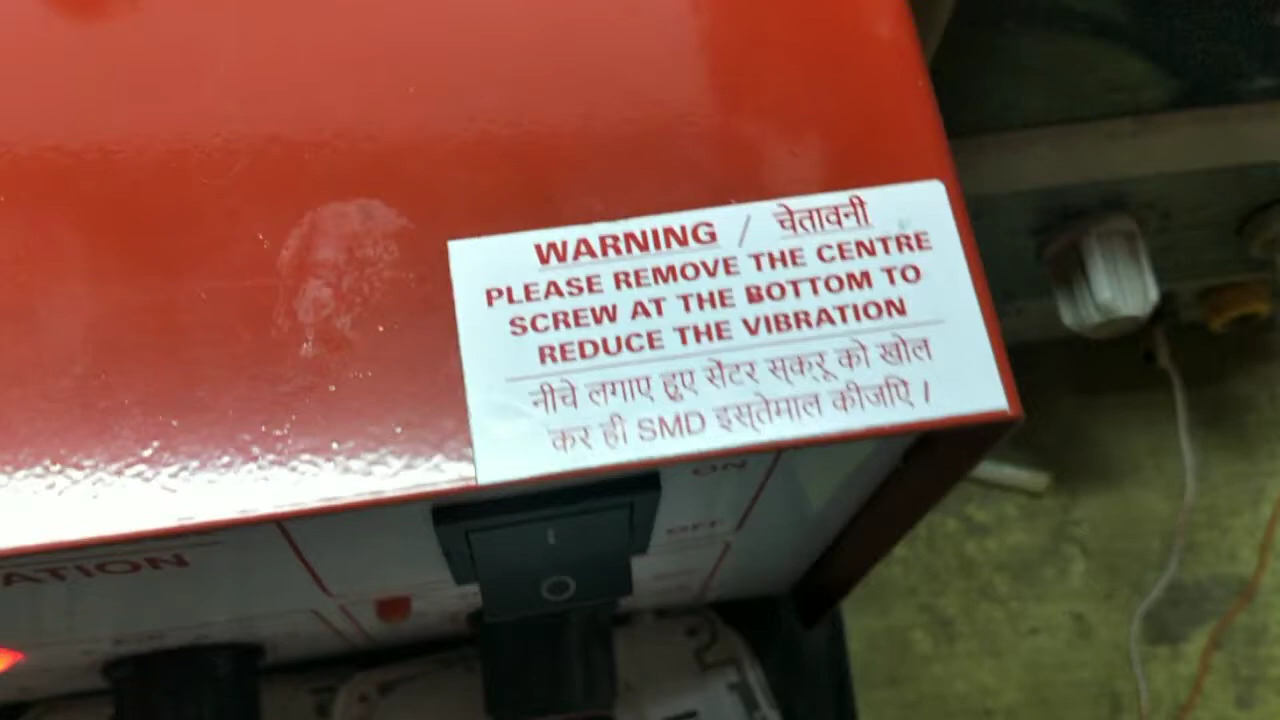 WARNING / चेतावनी
PLEASE REMOVE THE CENTRE
SCREW AT THE BOTTOM TO
REDUCE THE VIBRATION
नीचे लगाए हुए सेंटर स्क्रू को खोल
कर ही SMD इस्तेमाल कीजिए ।
ON
OFF
ATION